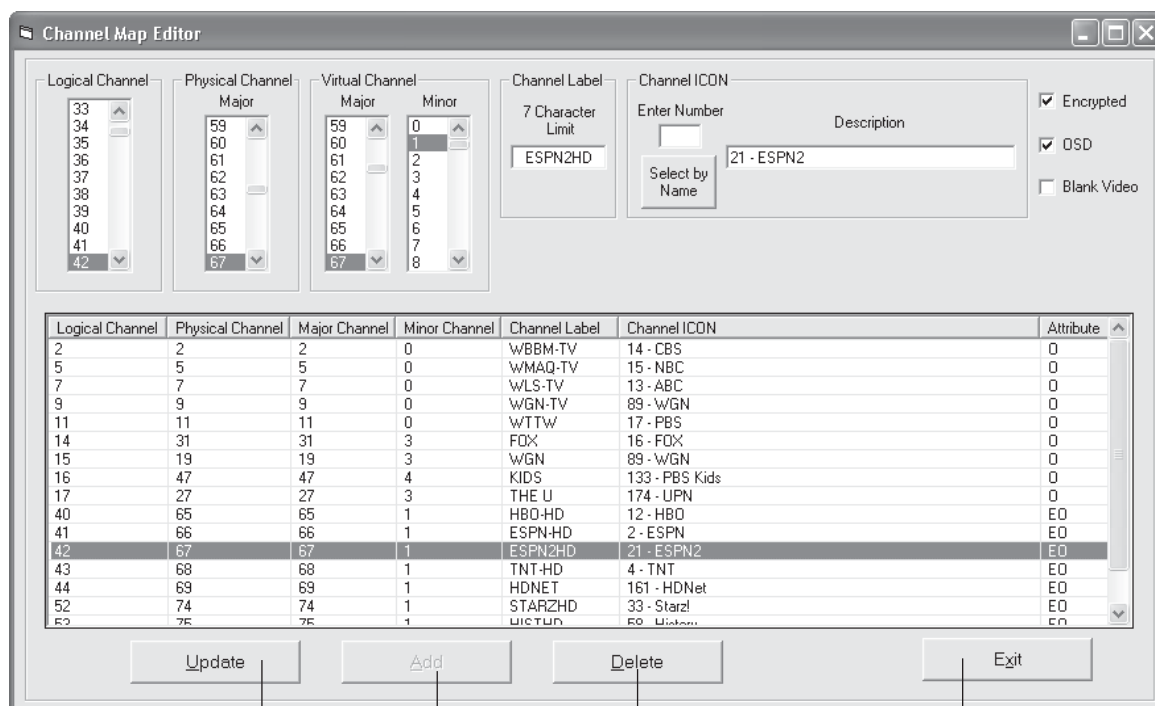 Channel Map Editor
Logical Channel
33
34
35
36
37
38
39
40
41
42
Physical Channel
Major
59
60
61
62
63
64
65
66
67
Virtual Channel
Major
59
60
61
62
63
64
65
66
67
Minor
0
1
2
3
4
5
6
7
8
Channel Label
7 Character
Limit
ESPN2HD
Channel ICON
Enter Number
Select by
Name
Description
21 - ESPN2
Encrypted
OSD
Blank Video
Logical Channel Physical Channel Major Channel Minor Channel Channel Label Channel ICON Attribute
2 2 2 0 WBBM-TV 14 - CBS O
5 5 5 0 WMAQ-TV 15 - NBC O
7 7 7 0 WLS-TV 13 - ABC O
9 9 9 0 WGN-TV 89 - WGN O
11 11 11 0 WTTW 17 - PBS O
14 31 31 3 FOX 16 - FOX O
15 19 19 3 WGN 89 - WGN O
16 47 47 4 KIDS 133 - PBS Kids O
17 27 27 3 THE U 174 - UPN O
40 65 65 1 HBO-HD 12 - HBO EO
41 66 66 1 ESPN-HD 2 - ESPN EO
42 67 67 1 ESPN2HD 21 - ESPN2 EO
43 68 68 1 TNT-HD 4 - TNT EO
44 69 69 1 HDNET 161 - HDNet EO
52 74 74 1 STARZHD 33 - Starz! EO
53 75 75 1 HISTHD History EO
Update Add Delete Exit